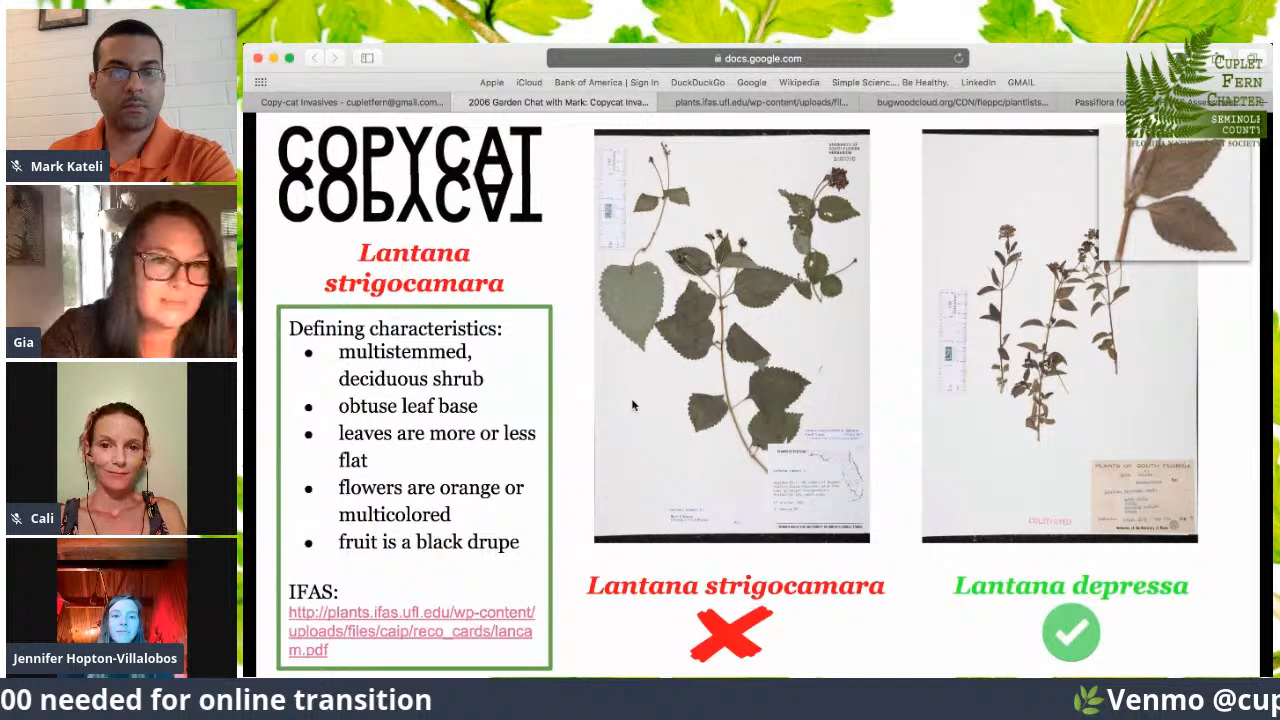 docs.google.com
Apple iCloud Bank of America | Sign In DuckDuckGo Google Wikipedia Simple Scienc... Be Healthy. LinkedIn GMAIL
Copy-cat Invasives - cupletfern@gmail.com...
2006 Garden Chat with Mark: Copycat Inva...
plants.ifas.ufl.edu/wp-content/uploads/fil...
bugwoodcloud.org/CDN/fleppc/plantlists...
CUPLET
FERN
CHAPTER
SEMINOLE
COUNTY
Mark Kateli
Gia
Cali
Jennifer Hopton-Villalobos
COPYCAT
COPYCAT
Lantana
strigocamara
Defining characteristics:
• multistemmed,
deciduous shrub
• obtuse leaf base
• leaves are more or less
flat
• flowers are orange or
multicolored
• fruit is a black drupe
IFAS:
http://plants.ifas.ufl.edu/wp-content/
uploads/files/caip/reco_cards/lanca
m.pdf
PLANTS OF SOUTH FLORIDA
CULTIVATED
Lantana strigocamara
Lantana depressa
00 needed for online transition
Venmo @cup